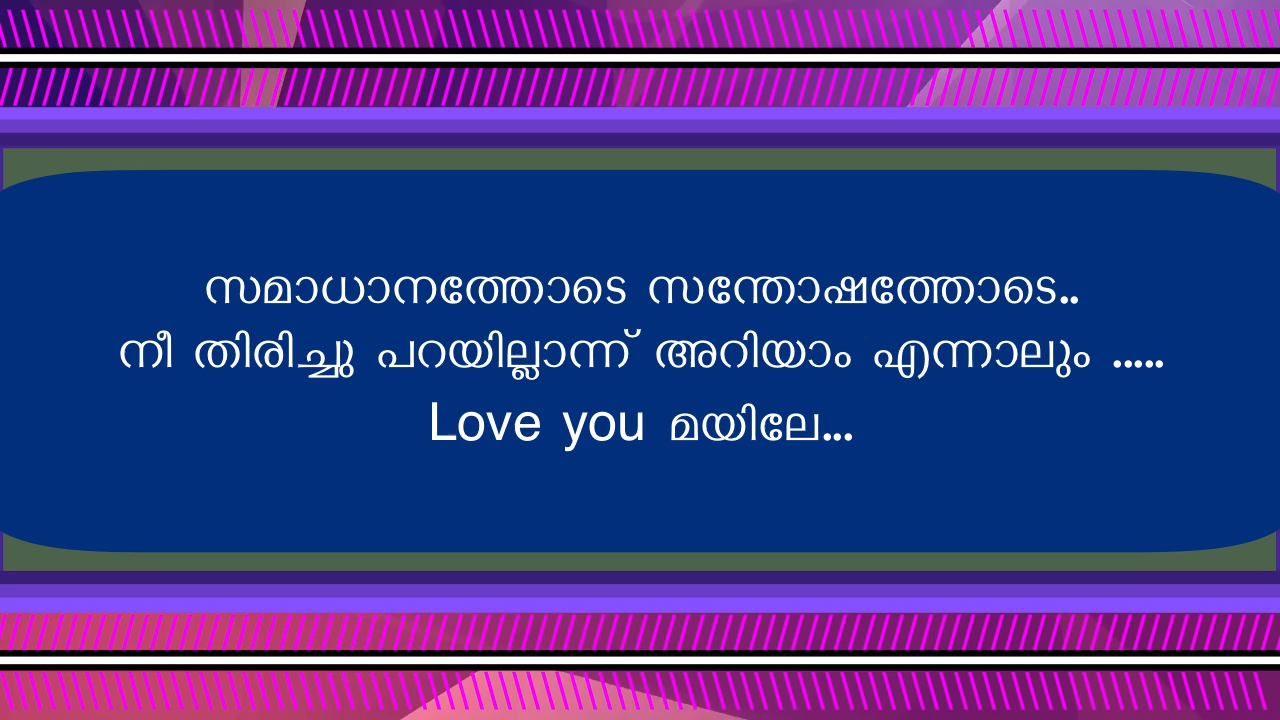 സമാധാനത്തോടെ സന്തോഷത്തോടെ..
നീ തിരിച്ചു പറയില്ലാന്ന് അറിയാം എന്നാലും .....
Love you മയിലേ...